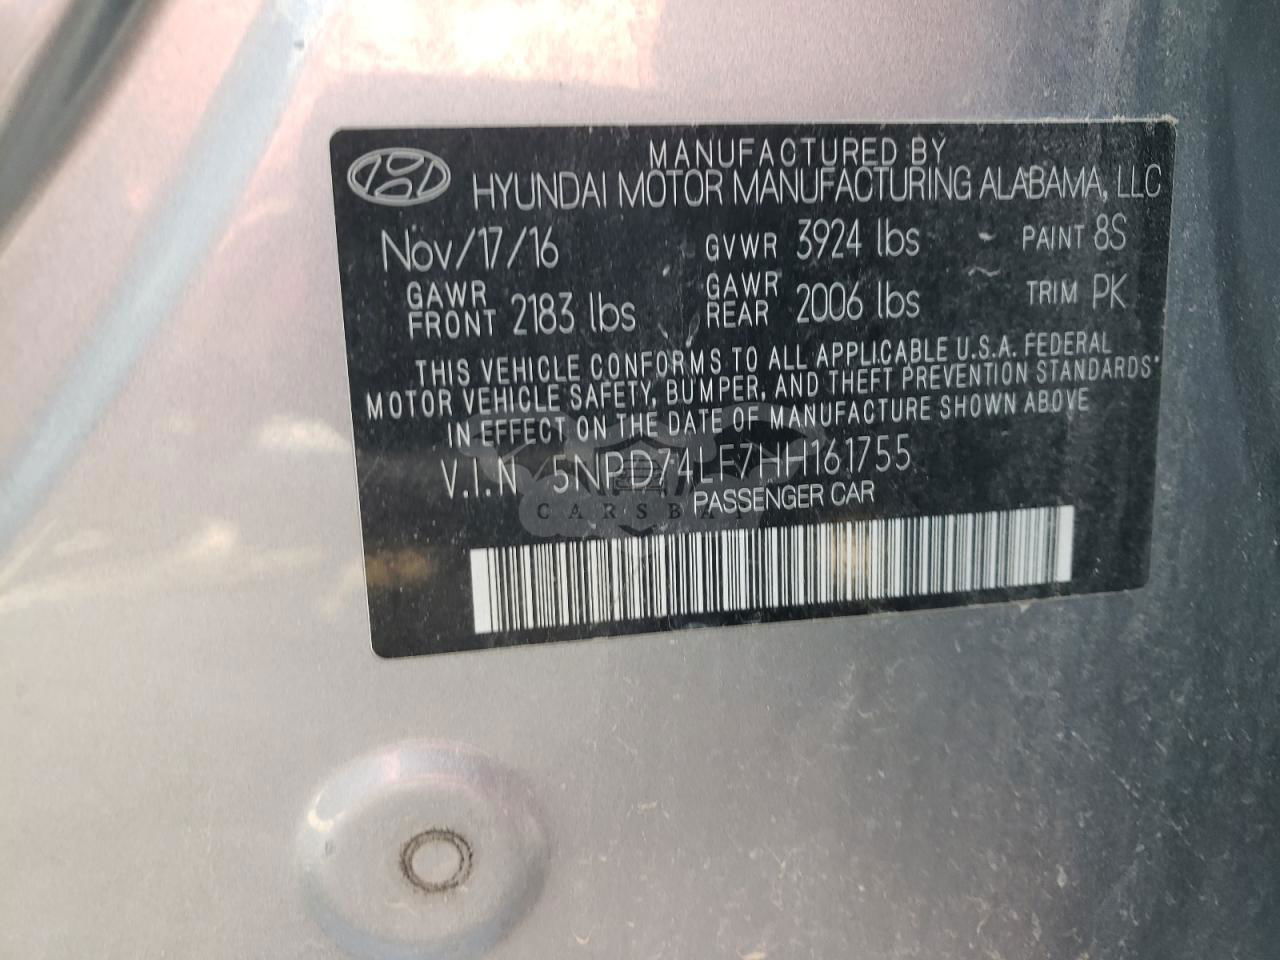 MANUFACTURED BY
HYUNDAI MOTOR MANUFACTURING ALABAMA, LLC
Nov/17/16 GVWR 3924 lbs PAINT 8S
GAWR FRONT 2183 lbs GAWR REAR 2006 lbs TRIM PK
THIS VEHICLE CONFORMS TO ALL APPLICABLE U.S.A. FEDERAL
MOTOR VEHICLE SAFETY, BUMPER, AND THEFT PREVENTION STANDARDS
IN EFFECT ON THE DATE OF MANUFACTURE SHOWN ABOVE
V.I.N 5NPD74LF7HH161755
PASSENGER CAR
CARSBAT